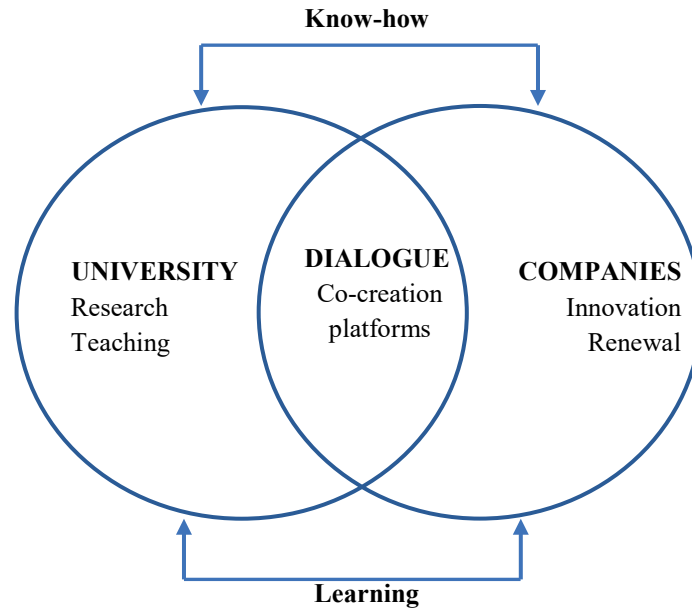 Know-how
UNIVERSITY
Research
Teaching
DIALOGUE
Co-creation
platforms
COMPANIES
Innovation
Renewal
Learning